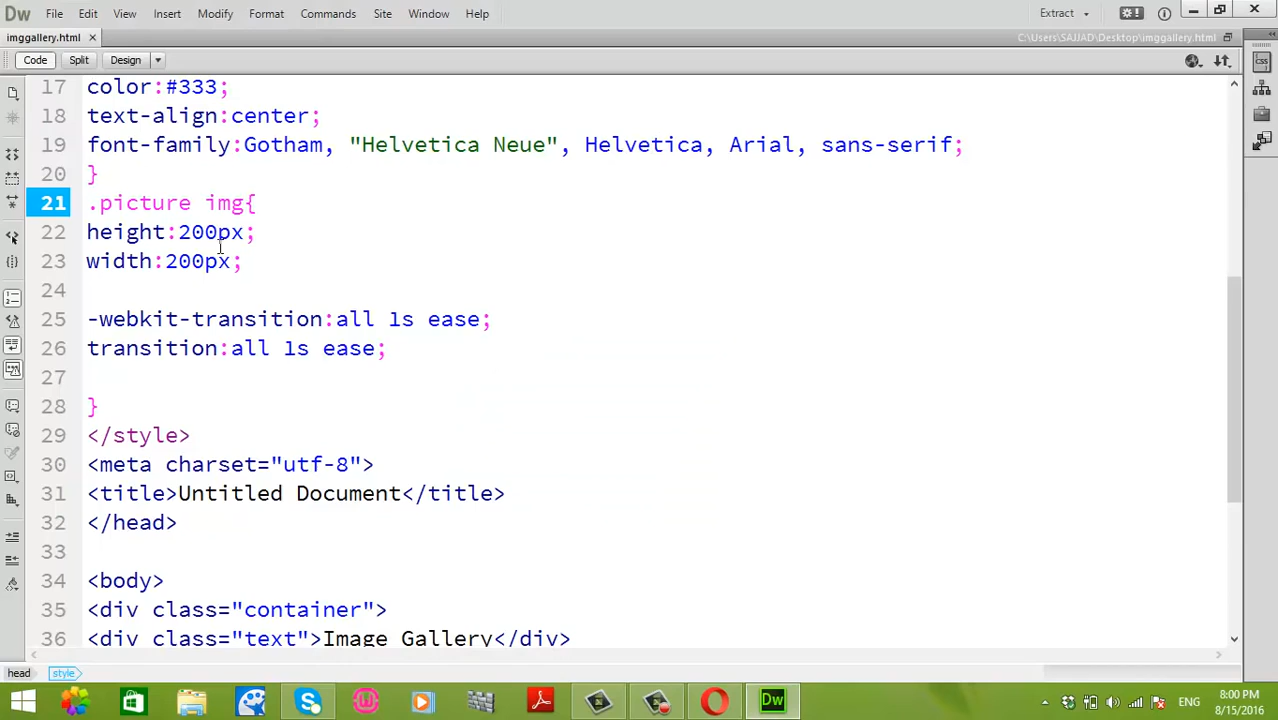 Dw File Edit View Insert Modify Format Commands Site Window Help Extract
imggallery.html C:\Users\SAJJAD\Desktop\imggallery.html
Code Split Design
17 color:#333;
18 text-align:center;
19 font-family:Gotham, "Helvetica Neue", Helvetica, Arial, sans-serif;
20 }
21 .picture img{
22 height:200px;
23 width:200px;
24
25 -webkit-transition:all 1s ease;
26 transition:all 1s ease;
27
28 }
29 </style>
30 <meta charset="utf-8">
31 <title>Untitled Document</title>
32 </head>
33
34 <body>
35 <div class="container">
36 <div class="text">Image Gallery</div>
head style
Dw ENG 8:00 PM
8/15/2016